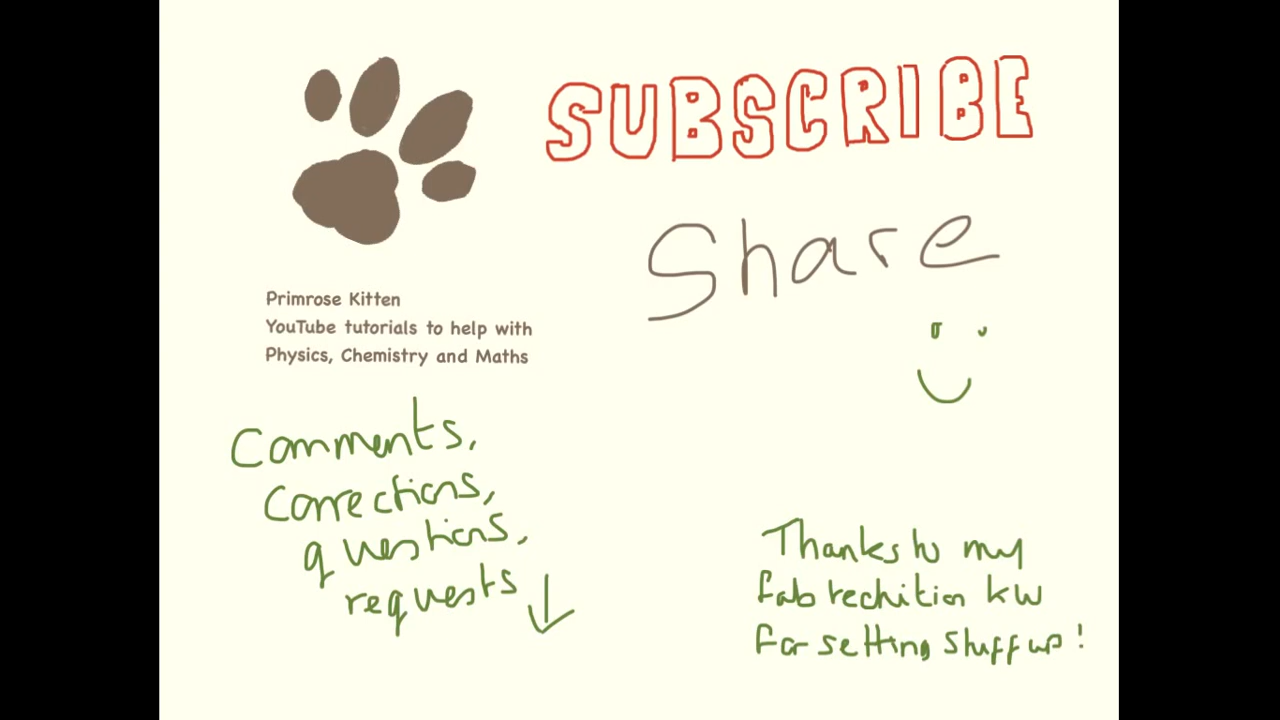 SUBSCRIBE
Share
Primrose Kitten
YouTube tutorials to help with
Physics, Chemistry and Maths
Comments,
Corrections,
questions,
requests
Thanks to my
fab techition kw
for setting stuff up!